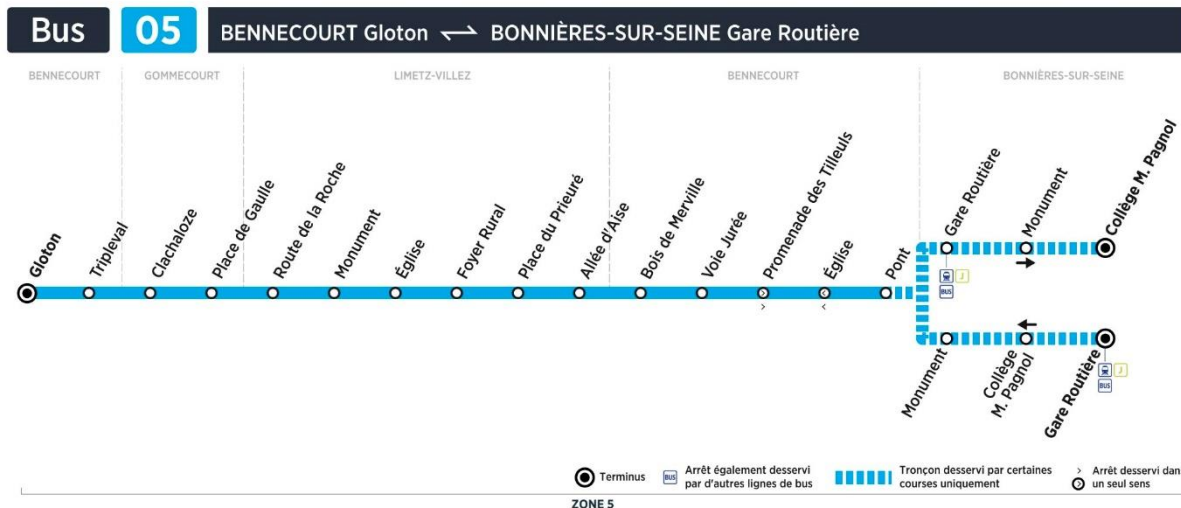 Bus 05 BENNECOURT Gloton ⟷ BONNIÈRES-SUR-SEINE Gare Routière
BENNECOURT GOMMECOURT LIMETZ-VILLEZ BENNECOURT BONNIÈRES-SUR-SEINE
Gloton
Tripleval
Clachaloze
Place de Gaulle
Route de la Roche
Monument
Église
Foyer Rural
Place du Prieuré
Allée d'Aise
Bois de Merville
Voie Jurée
Promenade des Tilleuls
Église
Pont
Gare Routière
Monument
Collège M. Pagnol
J
BUS
Monument
Collège
M. Pagnol
Gare Routière
J
BUS
Terminus
BUS
Arrêt également desservi
par d'autres lignes de bus
Tronçon desservi par certaines
courses uniquement
Arrêt desservi dan
un seul sens
ZONE 5